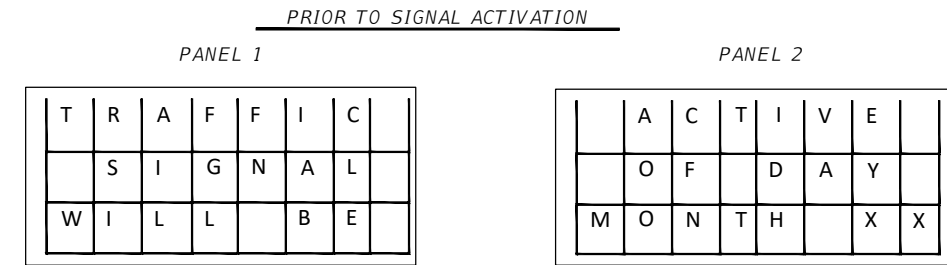 PRIOR TO SIGNAL ACTIVATION
PANEL 1
TRAFFIC
SIGNAL
WILL BE
PANEL 2
ACTIVE
OF DAY
MONTH XX